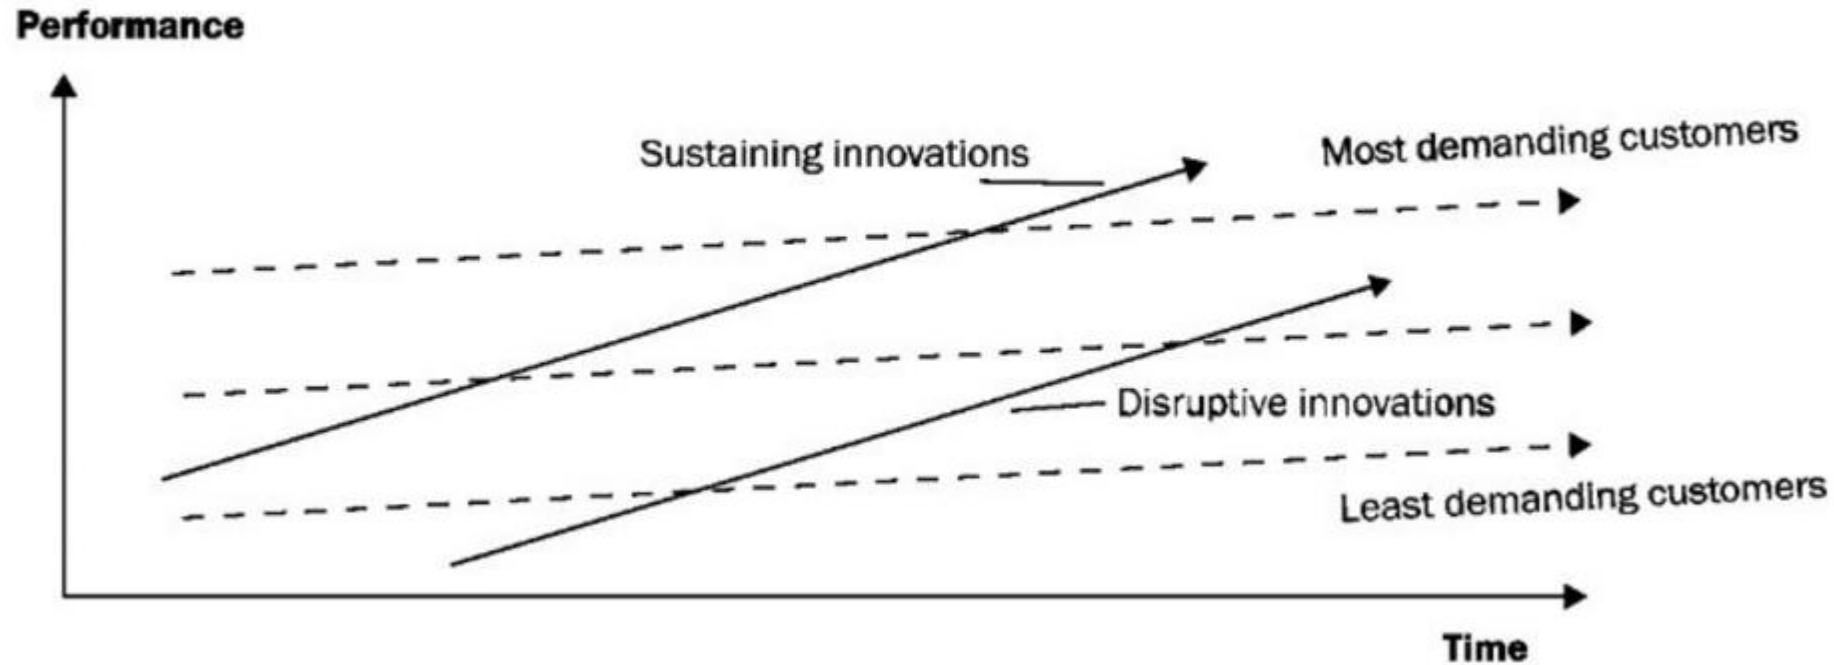 Performance
Sustaining innovations
Most demanding customers
Disruptive innovations
Least demanding customers
Time